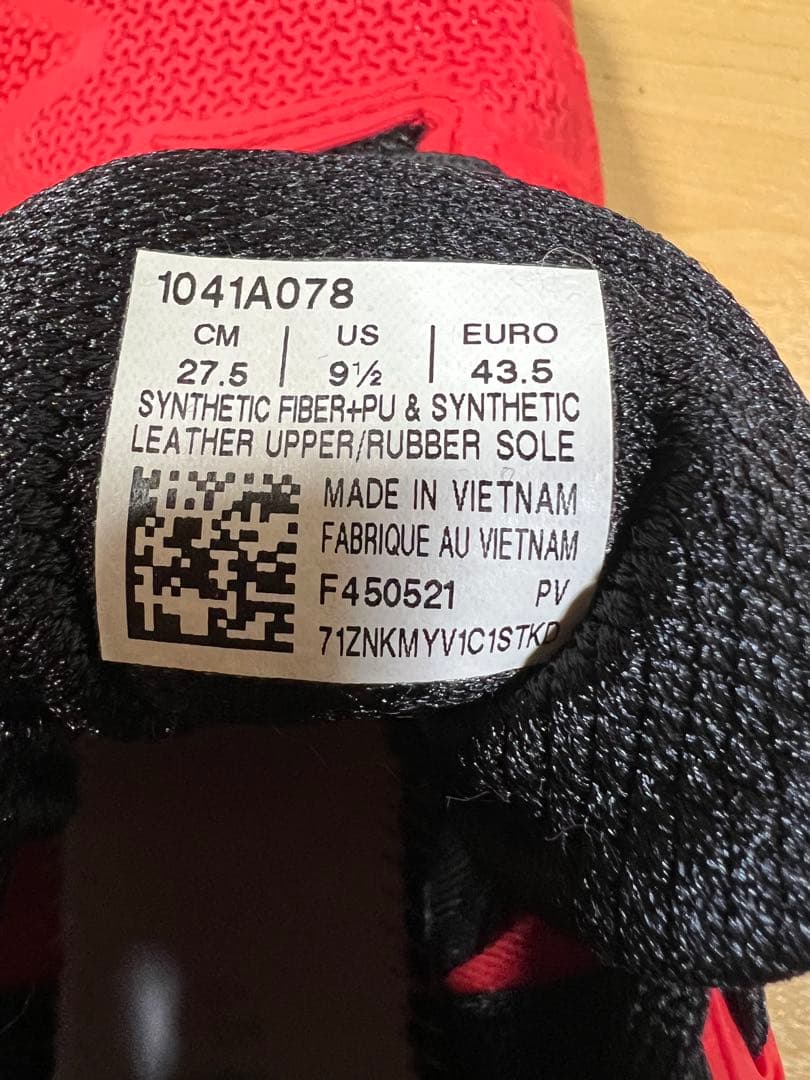 1041A078
CM | US | EURO
27.5 | 9½ | 43.5
SYNTHETIC FIBER+PU & SYNTHETIC
LEATHER UPPER/RUBBER SOLE
MADE IN VIETNAM
FABRIQUE AU VIETNAM
F450521 PV
71ZNKMYV1C1STKD